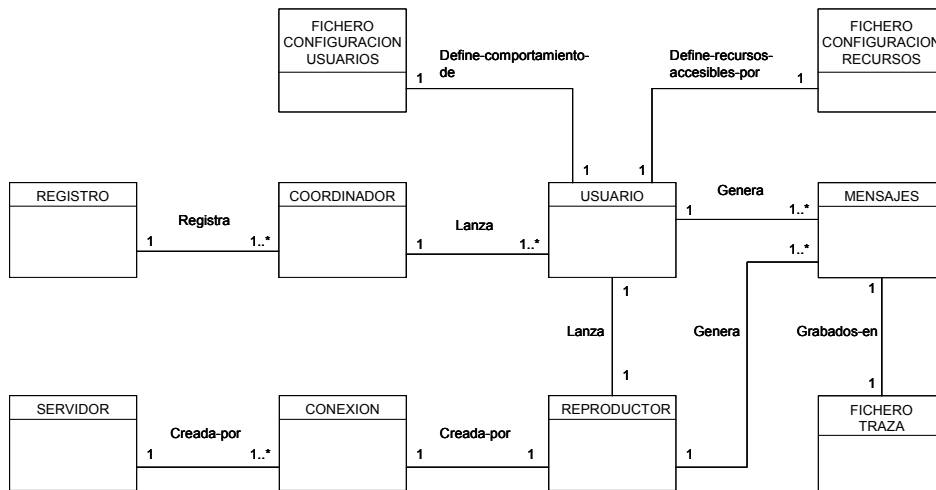 FICHERO
CONFIGURACION
USUARIOS
FICHERO
CONFIGURACION
RECURSOS
Define-comportamiento-
de
Define-recursos-
accesibles-por
1
1
1
1
REGISTRO
COORDINADOR
USUARIO
MENSAJES
Registra
Lanza
Genera
1
1..*
1
1..*
1
1..*
1..*
1
1
Lanza
Genera
Grabados-en
1
1
SERVIDOR
CONEXION
REPRODUCTOR
FICHERO
TRAZA
Creada-por
Creada-por
1
1..*
1
1
1